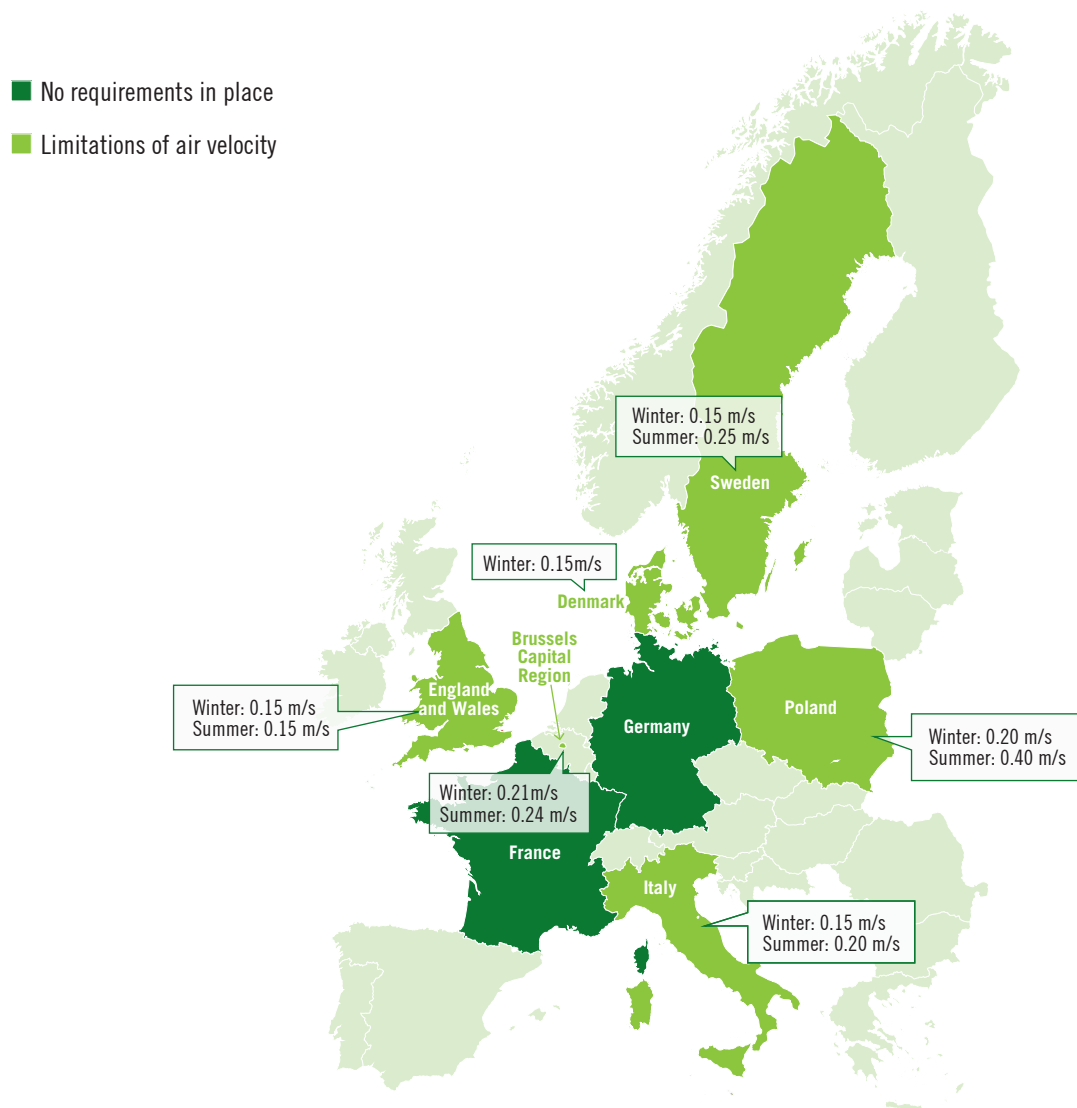 No requirements in place
Limitations of air velocity
Winter: 0.15 m/s
Summer: 0.25 m/s
Sweden
Winter: 0.15m/s
Denmark
Brussels
Capital
Region
England
and Wales
Winter: 0.15 m/s
Summer: 0.15 m/s
Germany
Poland
Winter: 0.20 m/s
Summer: 0.40 m/s
Winter: 0.21m/s
Summer: 0.24 m/s
France
Italy
Winter: 0.15 m/s
Summer: 0.20 m/s